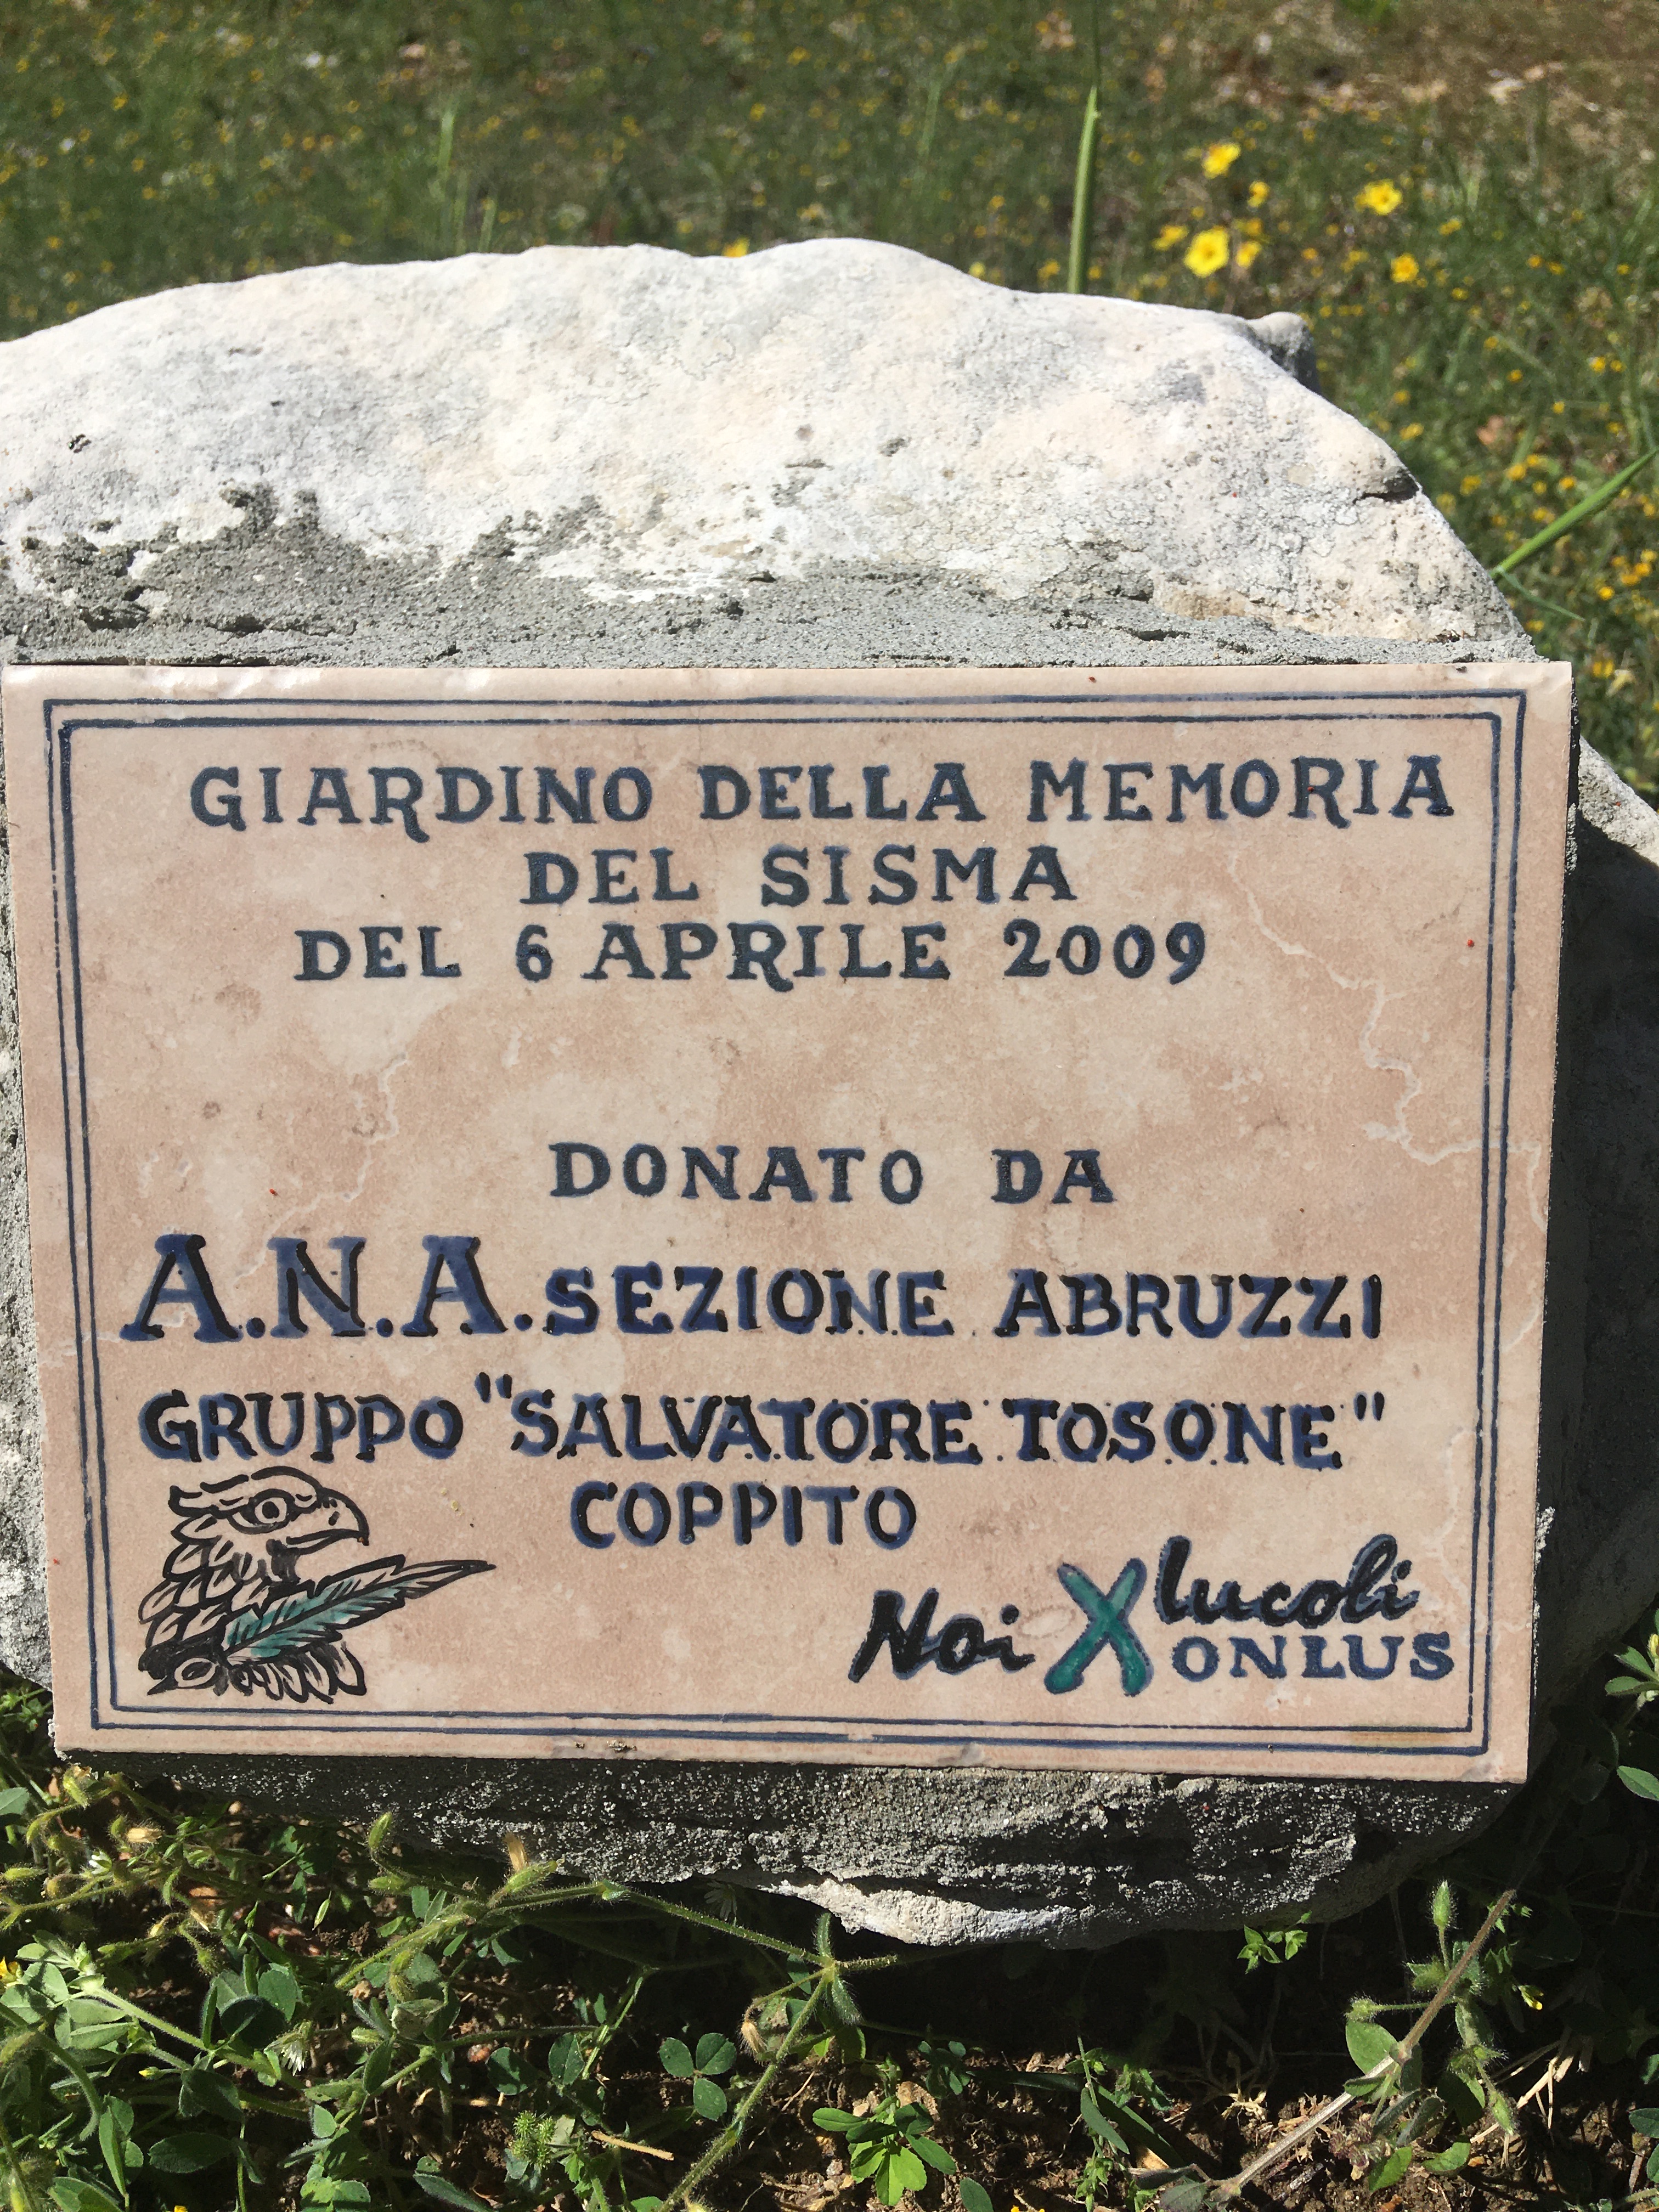 GIARDINO DELLA MEMORIA
DEL SISMA
DEL 6 APRILE 2009
DONATO DA
A.N.A. SEZIONE ABRUZZI
GRUPPO "SALVATORE TOSONE"
COPPITO
Noi X lucoli
ONLUS